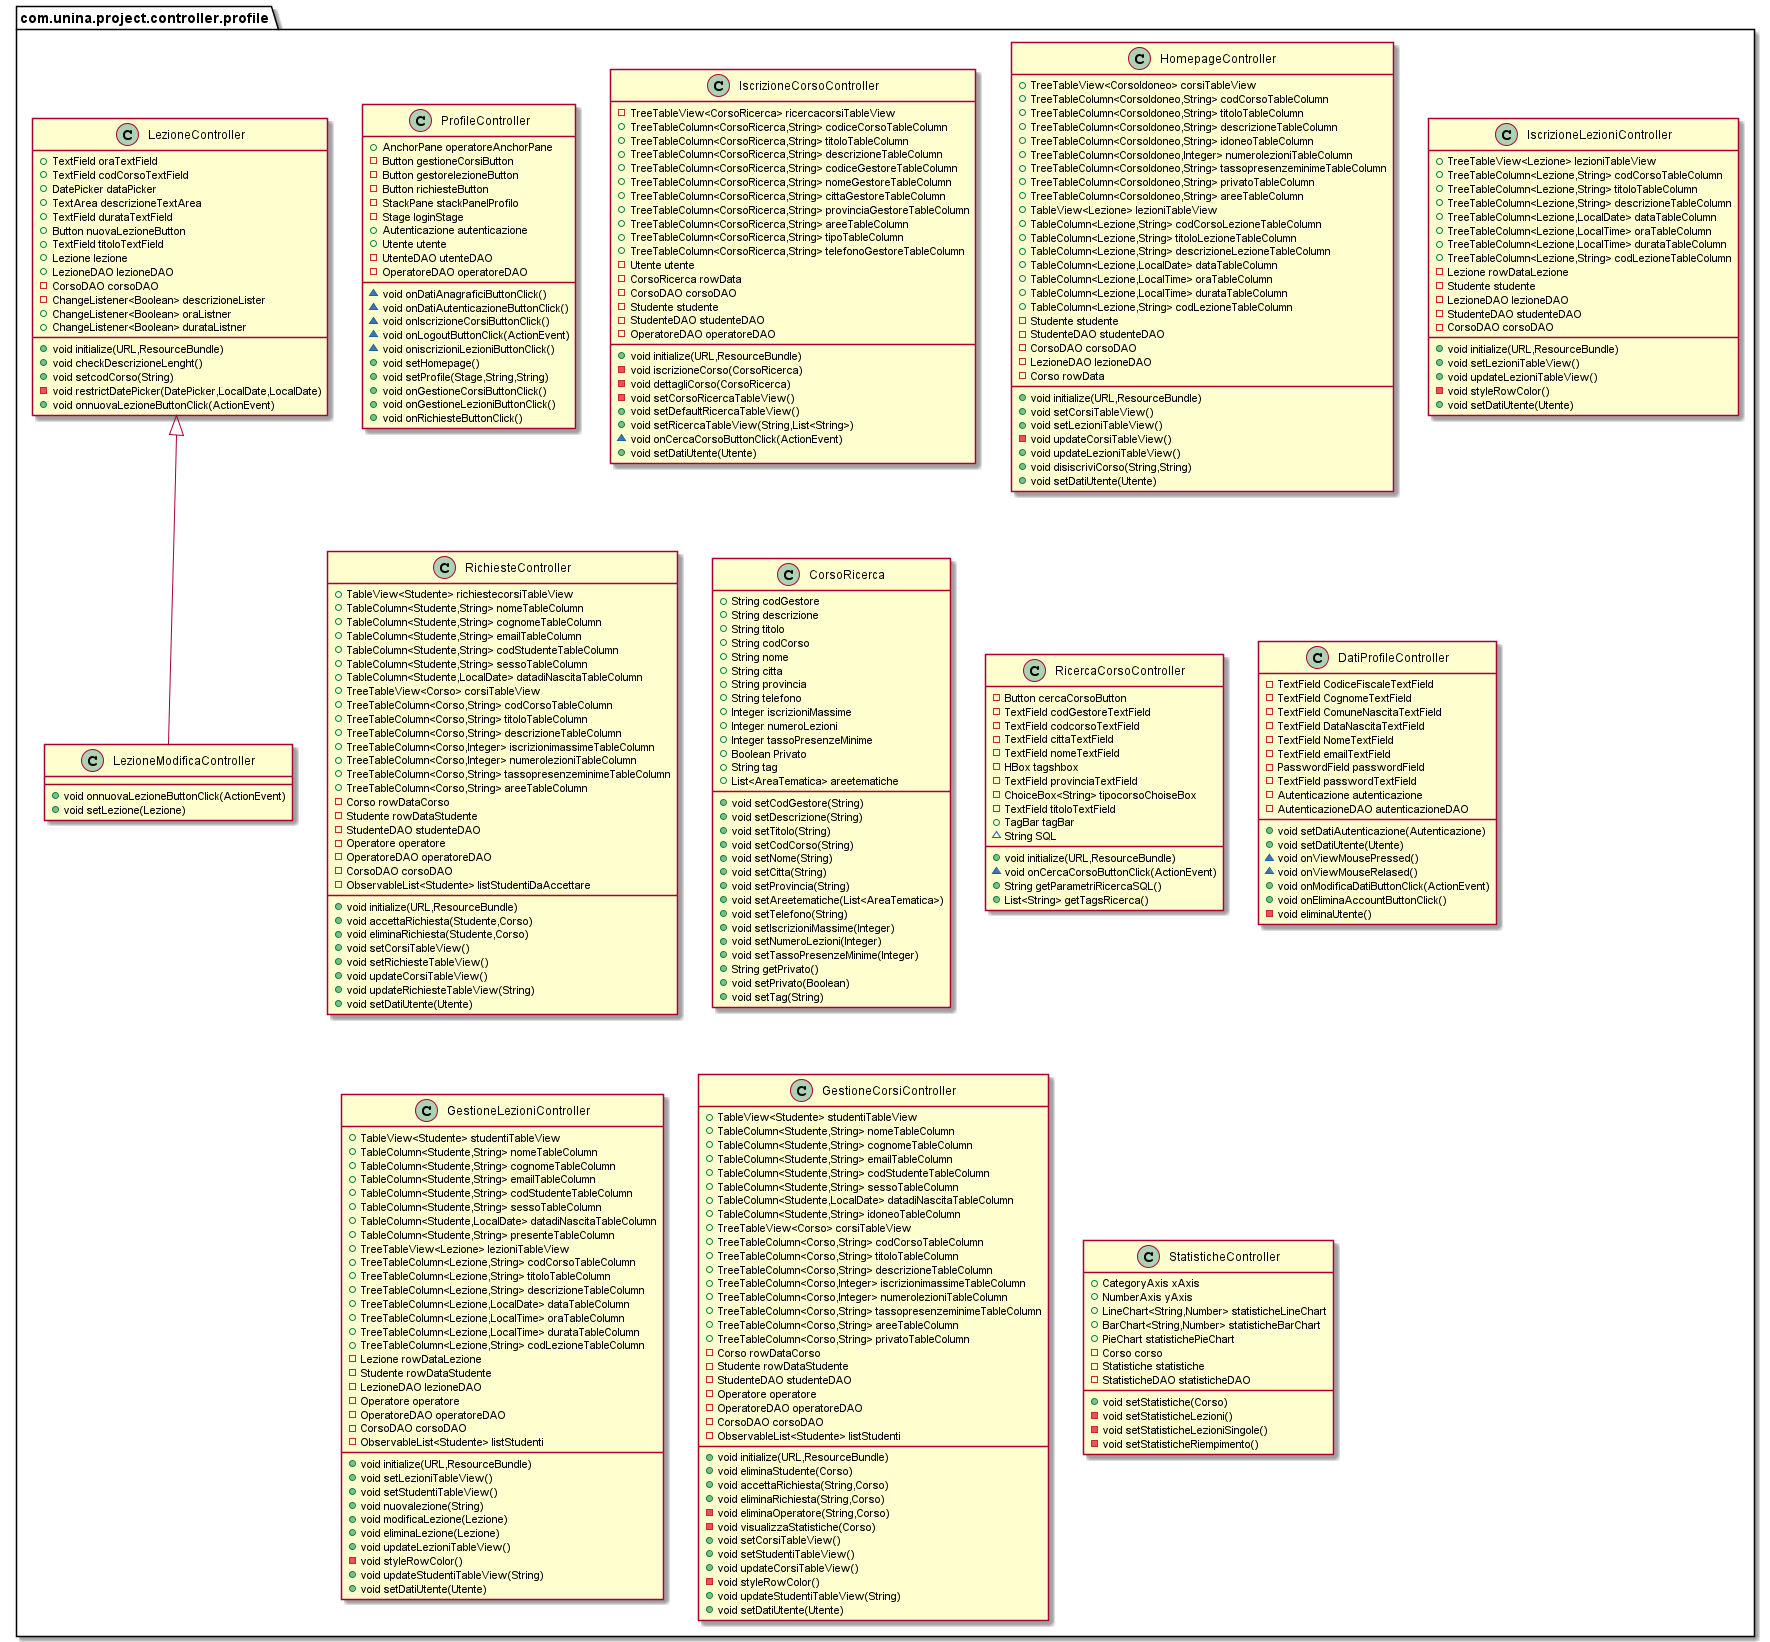 com.unina.project.controller.profile
C LezioneController
TextField oraTextField
TextField codCorsoTextField
DatePicker dataPicker
TextArea descrizioneTextArea
TextField durataTextField
Button nuovaLezioneButton
TextField titoloTextField
Lezione lezione
LezioneDAO lezioneDAO
CorsoDAO corsoDAO
ChangeListener<Boolean> descrizioneLister
ChangeListener<Boolean> oraListner
ChangeListener<Boolean> durataListner
void initialize(URL,ResourceBundle)
void checkDescrizioneLenght()
void setcodCorso(String)
void restrictDatePicker(DatePicker,LocalDate,LocalDate)
void onnuovaLezioneButtonClick(ActionEvent)
C ProfileController
AnchorPane operatoreAnchorPane
Button gestioneCorsiButton
Button gestorelezioneButton
Button richiesteButton
StackPane stackPanelProfilo
Stage loginStage
Autenticazione autenticazione
Utente utente
UtenteDAO utenteDAO
OperatoreDAO operatoreDAO
void onDatiAnagraficiButtonClick()
void onDatiAutenticazioneButtonClick()
void onIscrizioneCorsiButtonClick()
void onLogoutButtonClick(ActionEvent)
void oniscrizioniLezioniButtonClick()
void setHomepage()
void setProfile(Stage,String,String)
void onGestioneCorsiButtonClick()
void onGestioneLezioniButtonClick()
void onRichiesteButtonClick()
C IscrizioneCorsoController
TreeTableView<CorsoRicerca> ricercacorsiTableView
TreeTableColumn<CorsoRicerca,String> codiceCorsoTableColumn
TreeTableColumn<CorsoRicerca,String> titoloTableColumn
TreeTableColumn<CorsoRicerca,String> descrizioneTableColumn
TreeTableColumn<CorsoRicerca,String> codiceGestoreTableColumn
TreeTableColumn<CorsoRicerca,String> nomeGestoreTableColumn
TreeTableColumn<CorsoRicerca,String> cittaGestoreTableColumn
TreeTableColumn<CorsoRicerca,String> provinciaGestoreTableColumn
TreeTableColumn<CorsoRicerca,String> areeTableColumn
TreeTableColumn<CorsoRicerca,String> tipoTableColumn
TreeTableColumn<CorsoRicerca,String> telefonoGestoreTableColumn
Utente utente
CorsoRicerca rowData
CorsoDAO corsoDAO
Studente studente
StudenteDAO studenteDAO
OperatoreDAO operatoreDAO
void initialize(URL,ResourceBundle)
void iscrizioneCorso(CorsoRicerca)
void dettagliCorso(CorsoRicerca)
void setCorsoRicercaTableView()
void setDefaultRicercaTableView()
void setRicercaTableView(String,List<String>)
void onCercaCorsoButtonClick(ActionEvent)
void setDatiUtente(Utente)
C HomepageController
TreeTableView<CorsoIdoneo> corsiTableView
TreeTableColumn<CorsoIdoneo,String> codCorsoTableColumn
TreeTableColumn<CorsoIdoneo,String> titoloTableColumn
TreeTableColumn<CorsoIdoneo,String> descrizioneTableColumn
TreeTableColumn<CorsoIdoneo,String> idoneoTableColumn
TreeTableColumn<CorsoIdoneo,Integer> numerolezioniTableColumn
TreeTableColumn<CorsoIdoneo,String> tassopresenzeminimeTableColumn
TreeTableColumn<CorsoIdoneo,String> privatoTableColumn
TreeTableColumn<CorsoIdoneo,String> areeTableColumn
TableView<Lezione> lezioniTableView
TableColumn<Lezione,String> codCorsoLezioneTableColumn
TableColumn<Lezione,String> titoloLezioneTableColumn
TableColumn<Lezione,String> descrizioneLezioneTableColumn
TableColumn<Lezione,LocalDate> dataTableColumn
TableColumn<Lezione,LocalTime> oraTableColumn
TableColumn<Lezione,LocalTime> durataTableColumn
TableColumn<Lezione,String> codLezioneTableColumn
Studente studente
StudenteDAO studenteDAO
CorsoDAO corsoDAO
LezioneDAO lezioneDAO
Corso rowData
void initialize(URL,ResourceBundle)
void setCorsiTableView()
void setLezioniTableView()
void updateCorsiTableView()
void updateLezioniTableView()
void disiscriviCorso(String,String)
void setDatiUtente(Utente)
C IscrizioneLezioniController
TreeTableView<Lezione> lezioniTableView
TreeTableColumn<Lezione,String> codCorsoTableColumn
TreeTableColumn<Lezione,String> titoloTableColumn
TreeTableColumn<Lezione,String> descrizioneTableColumn
TreeTableColumn<Lezione,LocalDate> dataTableColumn
TreeTableColumn<Lezione,LocalTime> oraTableColumn
TreeTableColumn<Lezione,LocalTime> durataTableColumn
TreeTableColumn<Lezione,String> codLezioneTableColumn
Lezione rowDataLezione
Studente studente
LezioneDAO lezioneDAO
StudenteDAO studenteDAO
CorsoDAO corsoDAO
void initialize(URL,ResourceBundle)
void setLezioniTableView()
void updateLezioniTableView()
void styleRowColor()
void setDatiUtente(Utente)
C LezioneModificaController
void onnuovaLezioneButtonClick(ActionEvent)
void setLezione(Lezione)
C RichiesteController
TableView<Studente> richiestecorsiTableView
TableColumn<Studente,String> nomeTableColumn
TableColumn<Studente,String> cognomeTableColumn
TableColumn<Studente,String> emailTableColumn
TableColumn<Studente,String> codStudenteTableColumn
TableColumn<Studente,String> sessoTableColumn
TableColumn<Studente,LocalDate> datadiNascitaTableColumn
TreeTableView<Corso> corsiTableView
TreeTableColumn<Corso,String> codCorsoTableColumn
TreeTableColumn<Corso,String> titoloTableColumn
TreeTableColumn<Corso,String> descrizioneTableColumn
TreeTableColumn<Corso,Integer> iscrizionimassimeTableColumn
TreeTableColumn<Corso,Integer> numerolezioniTableColumn
TreeTableColumn<Corso,String> tassopresenzeminimeTableColumn
TreeTableColumn<Corso,String> areeTableColumn
Corso rowDataCorso
Studente rowDataStudente
StudenteDAO studenteDAO
Operatore operatore
OperatoreDAO operatoreDAO
CorsoDAO corsoDAO
ObservableList<Studente> listStudentiDaAccettare
void initialize(URL,ResourceBundle)
void accettaRichiesta(Studente,Corso)
void eliminaRichiesta(Studente,Corso)
void setCorsiTableView()
void setRichiesteTableView()
void updateCorsiTableView()
void updateRichiesteTableView(String)
void setDatiUtente(Utente)
C CorsoRicerca
String codGestore
String descrizione
String titolo
String codCorso
String nome
String citta
String provincia
String telefono
Integer iscrizioniMassime
Integer numeroLezioni
Integer tassoPresenzeMinime
Boolean Privato
String tag
List<AreaTematica> areetematiche
void setCodGestore(String)
void setDescrizione(String)
void setTitolo(String)
void setCodCorso(String)
void setNome(String)
void setCitta(String)
void setProvincia(String)
void setAreetematiche(List<AreaTematica>)
void setTelefono(String)
void setIscrizioniMassime(Integer)
void setNumeroLezioni(Integer)
void setTassoPresenzeMinime(Integer)
String getPrivato()
void setPrivato(Boolean)
void setTag(String)
C RicercaCorsoController
Button cercaCorsoButton
TextField codGestoreTextField
TextField codcorsoTextField
TextField cittaTextField
TextField nomeTextField
HBox tagshbox
TextField provinciaTextField
ChoiceBox<String> tipocorsoChoiseBox
TextField titoloTextField
TagBar tagBar
String SQL
void initialize(URL,ResourceBundle)
void onCercaCorsoButtonClick(ActionEvent)
String getParametriRicercaSQL()
List<String> getTagsRicerca()
C DatiProfileController
TextField CodiceFiscaleTextField
TextField CognomeTextField
TextField ComuneNascitaTextField
TextField DataNascitaTextField
TextField NomeTextField
TextField emailTextField
PasswordField passwordField
TextField passwordTextField
Autenticazione autenticazione
AutenticazioneDAO autenticazioneDAO
void setDatiAutenticazione(Autenticazione)
void setDatiUtente(Utente)
void onViewMousePressed()
void onViewMouseRelased()
void onModificaDatiButtonClick(ActionEvent)
void onEliminaAccountButtonClick()
void eliminaUtente()
C GestioneLezioniController
TableView<Studente> studentiTableView
TableColumn<Studente,String> nomeTableColumn
TableColumn<Studente,String> cognomeTableColumn
TableColumn<Studente,String> emailTableColumn
TableColumn<Studente,String> codStudenteTableColumn
TableColumn<Studente,String> sessoTableColumn
TableColumn<Studente,LocalDate> datadiNascitaTableColumn
TableColumn<Studente,String> presenteTableColumn
TreeTableView<Lezione> lezioniTableView
TreeTableColumn<Lezione,String> codCorsoTableColumn
TreeTableColumn<Lezione,String> titoloTableColumn
TreeTableColumn<Lezione,String> descrizioneTableColumn
TreeTableColumn<Lezione,LocalDate> dataTableColumn
TreeTableColumn<Lezione,LocalTime> oraTableColumn
TreeTableColumn<Lezione,LocalTime> durataTableColumn
TreeTableColumn<Lezione,String> codLezioneTableColumn
Lezione rowDataLezione
Studente rowDataStudente
LezioneDAO lezioneDAO
Operatore operatore
OperatoreDAO operatoreDAO
CorsoDAO corsoDAO
ObservableList<Studente> listStudenti
void initialize(URL,ResourceBundle)
void setLezioniTableView()
void setStudentiTableView()
void nuovalezione(String)
void modificaLezione(Lezione)
void eliminaLezione(Lezione)
void updateLezioniTableView()
void styleRowColor()
void updateStudentiTableView(String)
void setDatiUtente(Utente)
C GestioneCorsiController
TableView<Studente> studentiTableView
TableColumn<Studente,String> nomeTableColumn
TableColumn<Studente,String> cognomeTableColumn
TableColumn<Studente,String> emailTableColumn
TableColumn<Studente,String> codStudenteTableColumn
TableColumn<Studente,String> sessoTableColumn
TableColumn<Studente,LocalDate> datadiNascitaTableColumn
TableColumn<Studente,String> idoneoTableColumn
TreeTableView<Corso> corsiTableView
TreeTableColumn<Corso,String> codCorsoTableColumn
TreeTableColumn<Corso,String> titoloTableColumn
TreeTableColumn<Corso,String> descrizioneTableColumn
TreeTableColumn<Corso,Integer> iscrizionimassimeTableColumn
TreeTableColumn<Corso,Integer> numerolezioniTableColumn
TreeTableColumn<Corso,String> tassopresenzeminimeTableColumn
TreeTableColumn<Corso,String> areeTableColumn
TreeTableColumn<Corso,String> privatoTableColumn
Corso rowDataCorso
Studente rowDataStudente
StudenteDAO studenteDAO
Operatore operatore
OperatoreDAO operatoreDAO
CorsoDAO corsoDAO
ObservableList<Studente> listStudenti
void initialize(URL,ResourceBundle)
void eliminaStudente(Corso)
void accettaRichiesta(String,Corso)
void eliminaRichiesta(String,Corso)
void eliminaOperatore(String,Corso)
void visualizzaStatistiche(Corso)
void setCorsiTableView()
void setStudentiTableView()
void updateCorsiTableView()
void styleRowColor()
void updateStudentiTableView(String)
void setDatiUtente(Utente)
C StatisticheController
CategoryAxis xAxis
NumberAxis yAxis
LineChart<String,Number> statisticheLineChart
BarChart<String,Number> statisticheBarChart
PieChart statistichePieChart
Corso corso
Statistiche statistiche
StatisticheDAO statisticheDAO
void setStatistiche(Corso)
void setStatisticheLezioni()
void setStatisticheLezioniSingole()
void setStatisticheRiempimento()